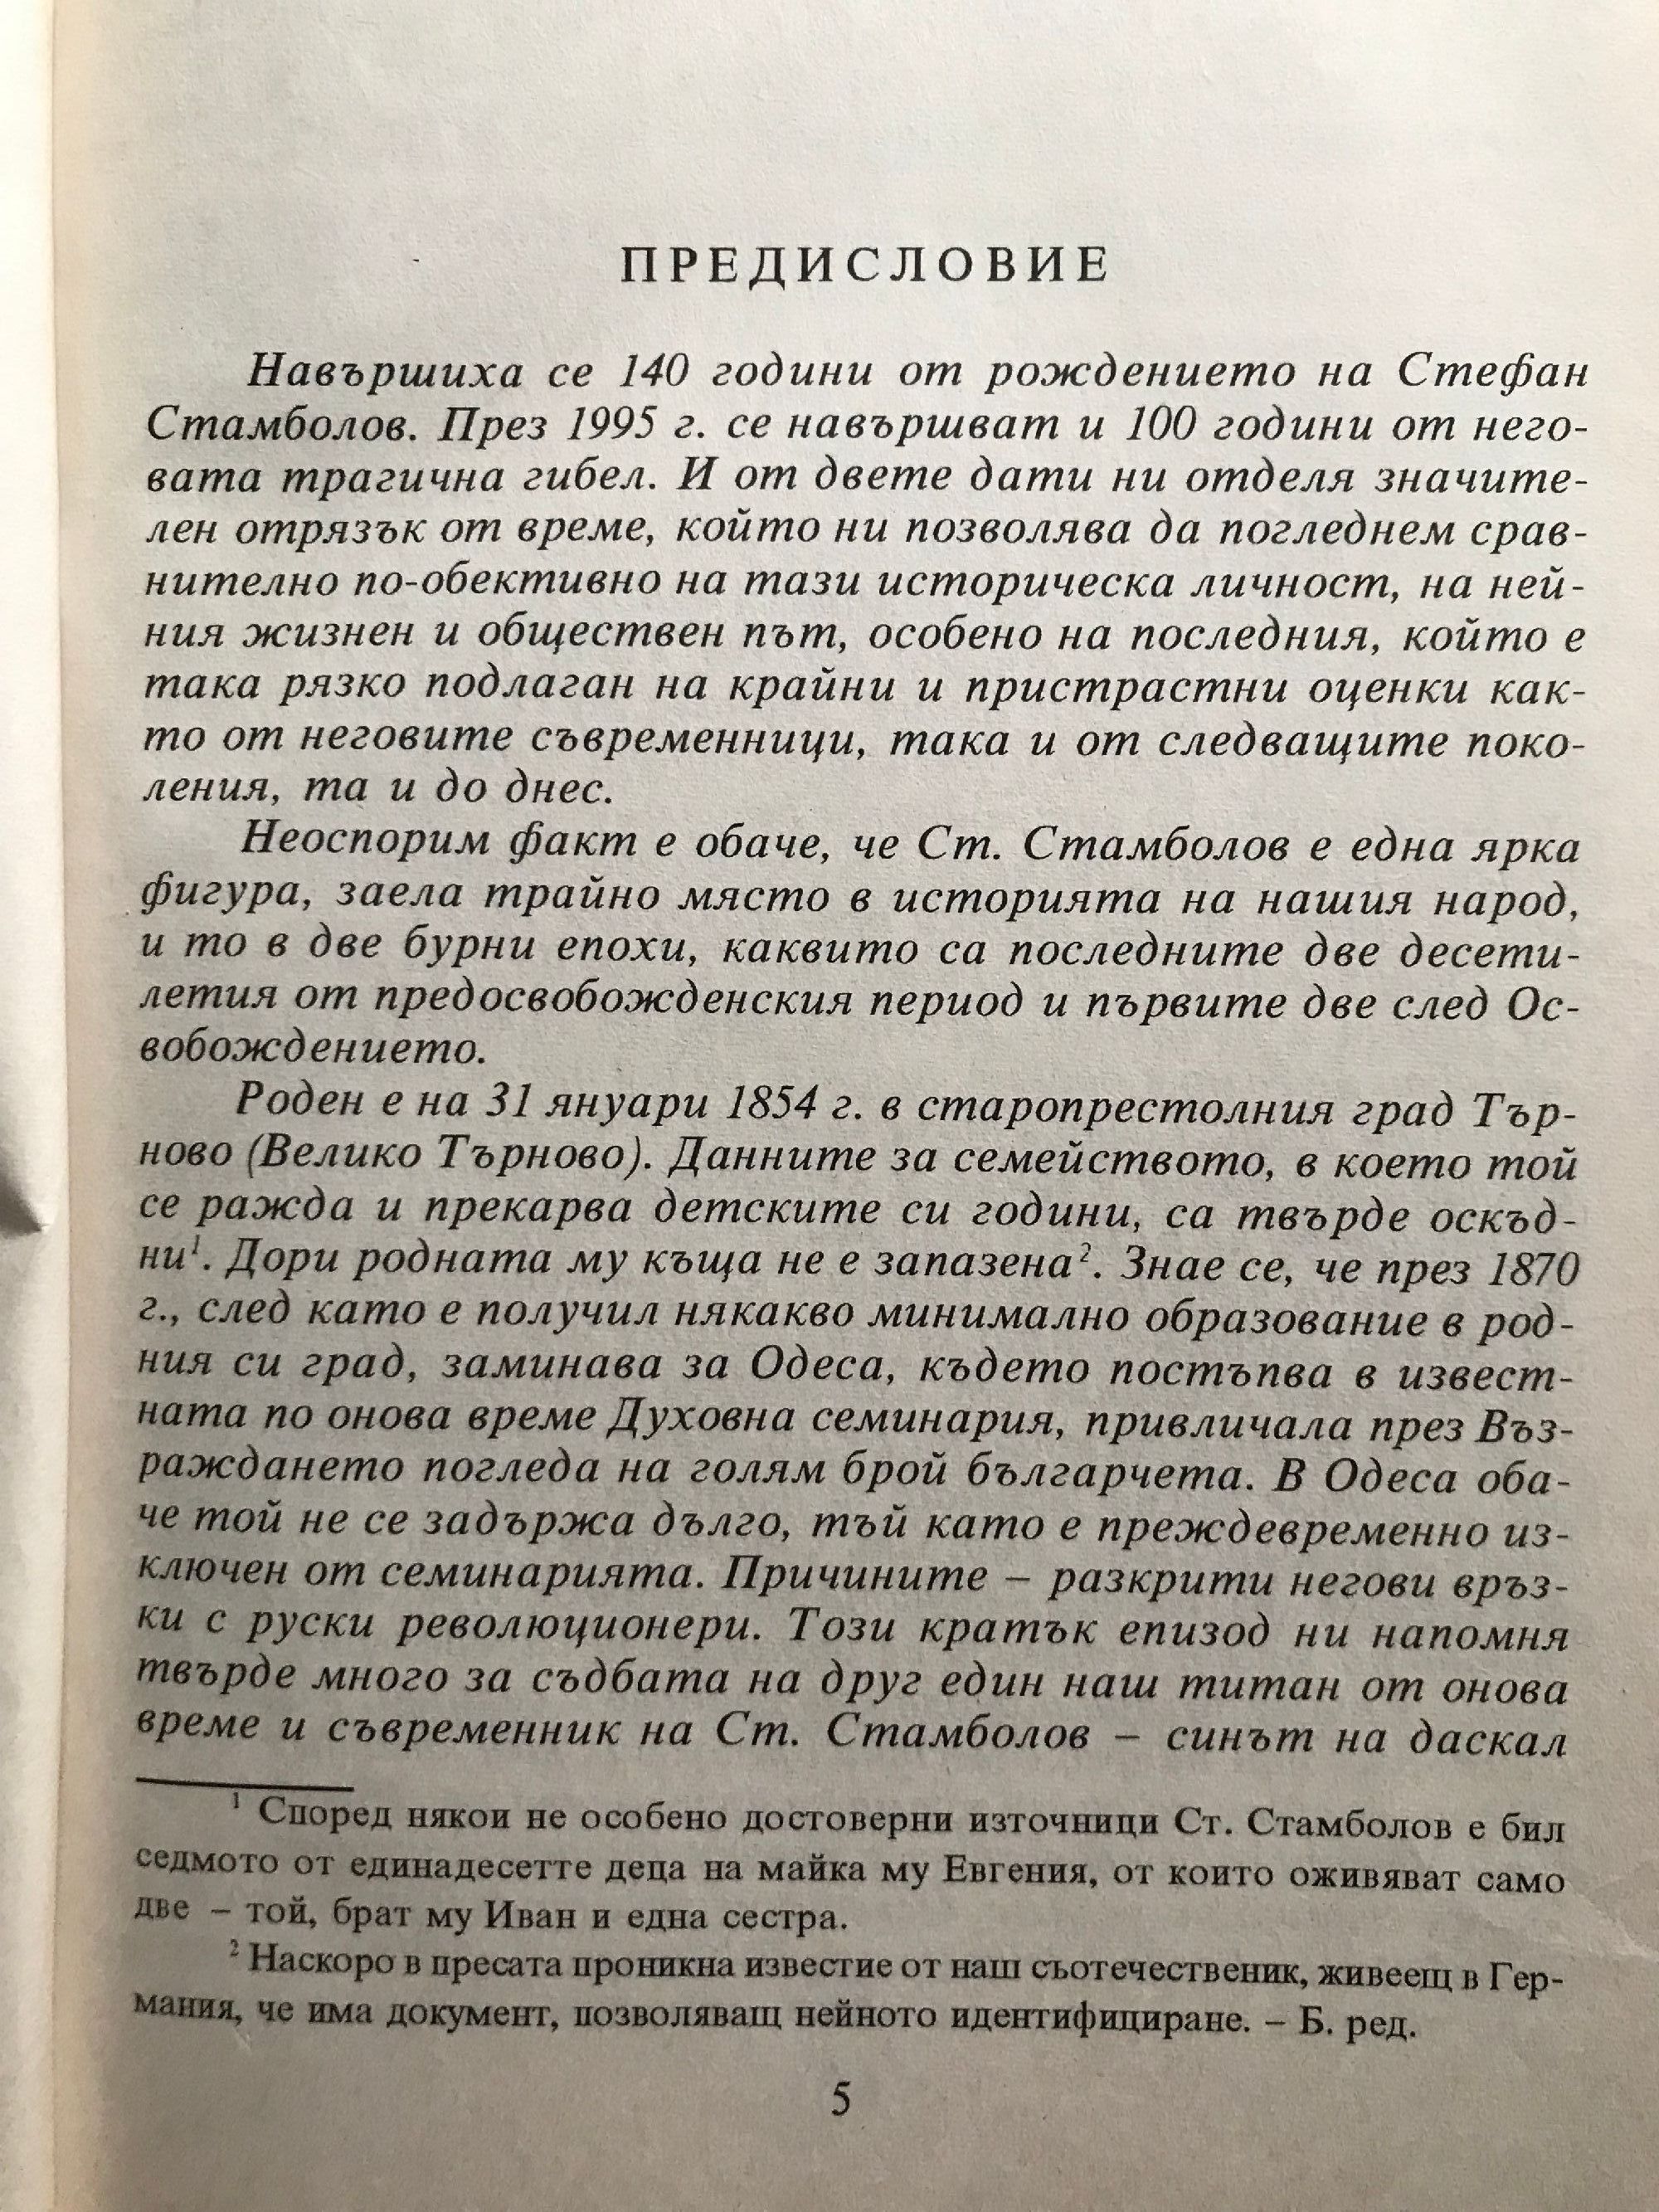 ПРЕДИСЛОВИЕ
Навършиха се 140 години от рождението на Стефан
Стамболов. През 1995 г. се навършват и 100 години от него-
вата трагична гибел. И от двете дати ни отделя значите-
лен отрязък от време, който ни позволява да погледнем срав-
нително по-обективно на тази историческа личност, на ней-
ния жизнен и обществен път, особено на последния, който е
така рязко подлаган на крайни и пристрастни оценки как-
то от неговите съвременници, така и от следващите поко-
ления, та и до днес.
Неоспорим факт е обаче, че Ст. Стамболов е една ярка
фигура, заела трайно място в историята на нашия народ,
и то в две бурни епохи, каквито са последните две десети-
летия от предосвобожденския период и първите две след Ос-
вобождението.
Роден е на 31 януари 1854 г. в старопрестолния град Тър-
ново (Велико Търново). Данните за семейството, в което той
се ражда и прекарва детските си години, са твърде оскъд-
ни¹. Дори родната му къща не е запазена². Знае се, че през 1870
г., след като е получил някакво минимално образование в род-
ния си град, заминава за Одеса, където постъпва в извест-
ната по онова време Духовна семинария, привличала през Въз-
раждането погледа на голям брой българчета. В Одеса оба-
че той не се задържа дълго, тъй като е преждевременно из-
ключен от семинарията. Причините – разкрити негови връз-
ки с руски революционери. Този кратък епизод ни напомня
твърде много за съдбата на друг един наш титан от онова
време и съвременник на Ст. Стамболов – синът на даскал
¹ Според някои не особено достоверни източници Ст. Стамболов е бил
седмото от единадесетте деца на майка му Евгения, от които оживяват само
две – той, брат му Иван и една сестра.
² Наскоро в пресата проникна известие от наш съотечественик, живеещ в Гер-
мания, че има документ, позволяващ нейното идентифициране. – Б. ред.
5